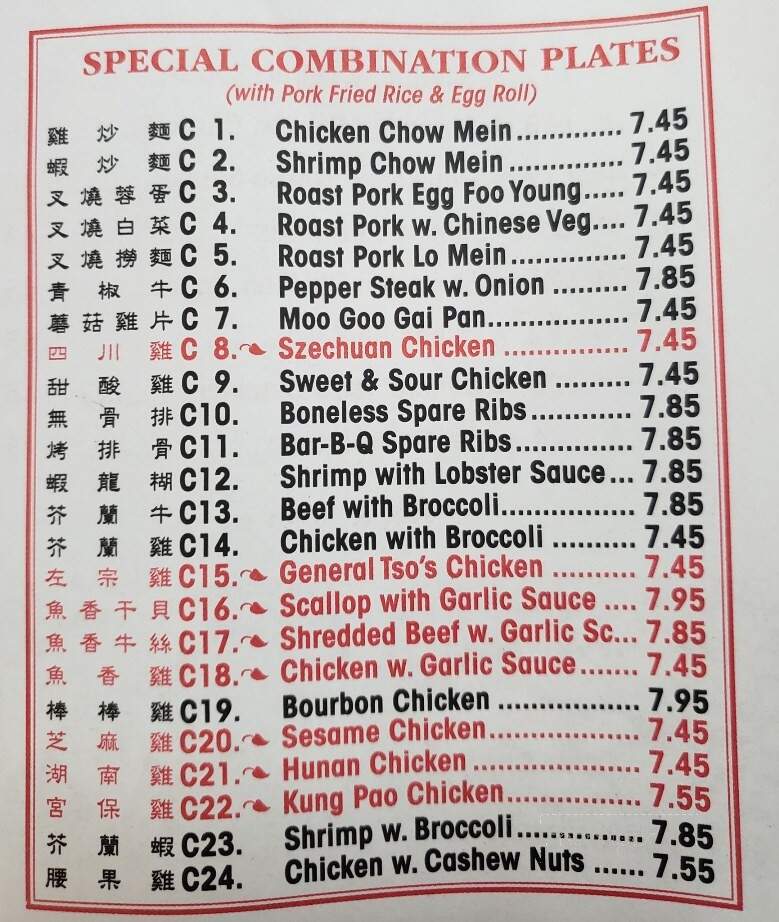 SPECIAL COMBINATION PLATES
(with Pork Fried Rice & Egg Roll)
雞炒麵 C 1. Chicken Chow Mein............. 7.45
蝦炒麵 C 2. Shrimp Chow Mein ............. 7.45
叉燒蓉蛋 C 3. Roast Pork Egg Foo Young..... 7.45
叉燒白菜 C 4. Roast Pork w. Chinese Veg.... 7.45
叉燒撈麵 C 5. Roast Pork Lo Mein ............. 7.45
青椒牛 C 6. Pepper Steak w. Onion ......... 7.85
蘑菇雞片 C 7. Moo Goo Gai Pan................. 7.45
四川雞 C 8. Szechuan Chicken ............... 7.45
甜酸雞 C 9. Sweet & Sour Chicken ......... 7.45
無骨排 C10. Boneless Spare Ribs ............ 7.85
烤排骨 C11. Bar-B-Q Spare Ribs.............. 7.85
蝦龍糊 C12. Shrimp with Lobster Sauce... 7.85
芥蘭牛 C13. Beef with Broccoli................. 7.85
芥蘭雞 C14. Chicken with Broccoli .......... 7.45
左宗雞 C15. General Tso's Chicken .......... 7.45
魚香干貝 C16. Scallop with Garlic Sauce .... 7.95
魚香牛絲 C17. Shredded Beef w. Garlic Sc... 7.85
魚香雞 C18. Chicken w. Garlic Sauce....... 7.45
棒棒雞 C19. Bourbon Chicken ................. 7.95
芝麻雞 C20. Sesame Chicken.................. 7.45
湖南雞 C21. Hunan Chicken .................... 7.45
宮保雞 C22. Kung Pao Chicken................ 7.55
芥蘭蝦 C23. Shrimp w. Broccoli ............... 7.85
腰果雞 C24. Chicken w. Cashew Nuts ...... 7.55